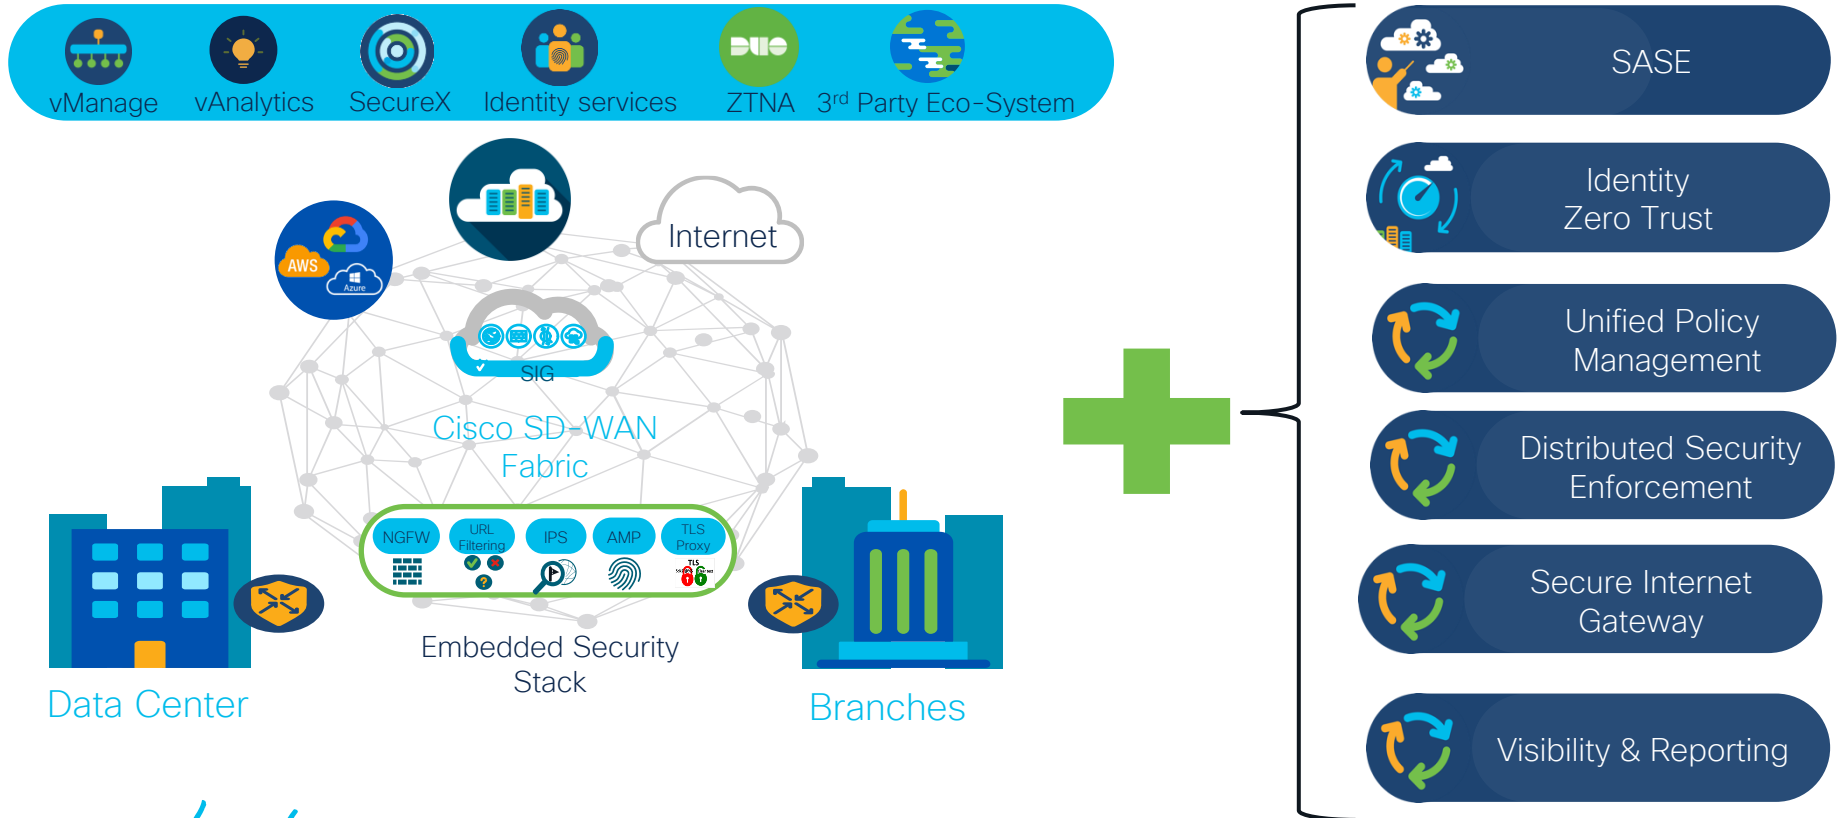 DUO
vManage
vAnalytics
SecureX
Identity services
ZTNA
3rd Party Eco-System
AWS
Azure
Internet
SIG
Cisco SD-WAN
Fabric
NGFW
URL
Filtering
IPS
AMP
TLS
Proxy
TLS
Embedded Security
Stack
Data Center
Branches
SASE
Identity
Zero Trust
Unified Policy
Management
Distributed Security
Enforcement
Secure Internet
Gateway
Visibility & Reporting